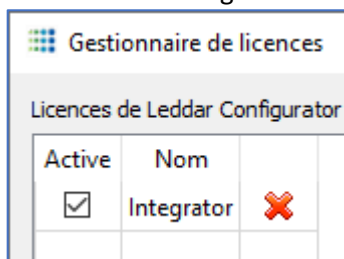 Gestionnaire de licences
Licences de Leddar Configurator
Active Nom
Integrator